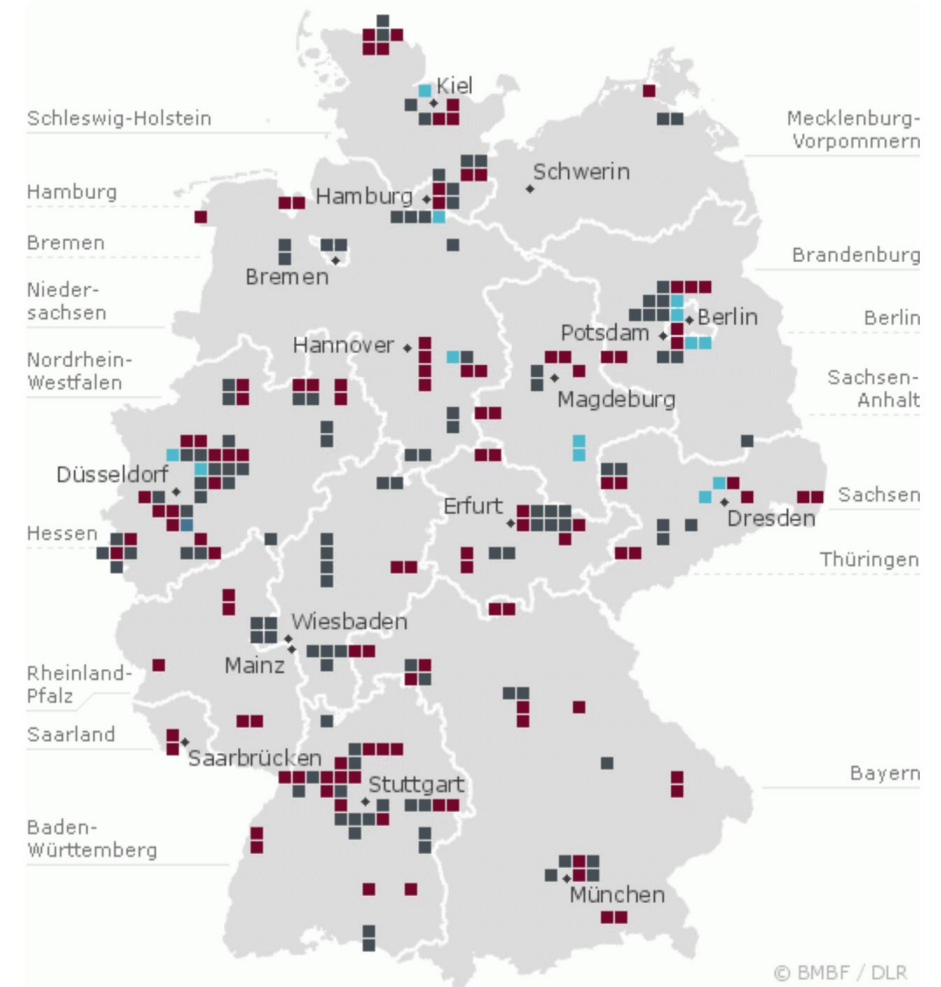 Kiel
Schleswig-Holstein
Mecklenburg-
Vorpommern
Schwerin
Hamburg
Hamburg
Bremen
Brandenburg
Bremen
Nieder-
sachsen
Berlin
Berlin
Potsdam
Hannover
Nordrhein-
Westfalen
Sachsen-
Anhalt
Magdeburg
Düsseldorf
Sachsen
Erfurt
Dresden
Hessen
Thüringen
Wiesbaden
Mainz
Rheinland-
Pfalz
Saarland
Saarbrücken
Bayern
Stuttgart
Baden-
Württemberg
München
© BMBF / DLR